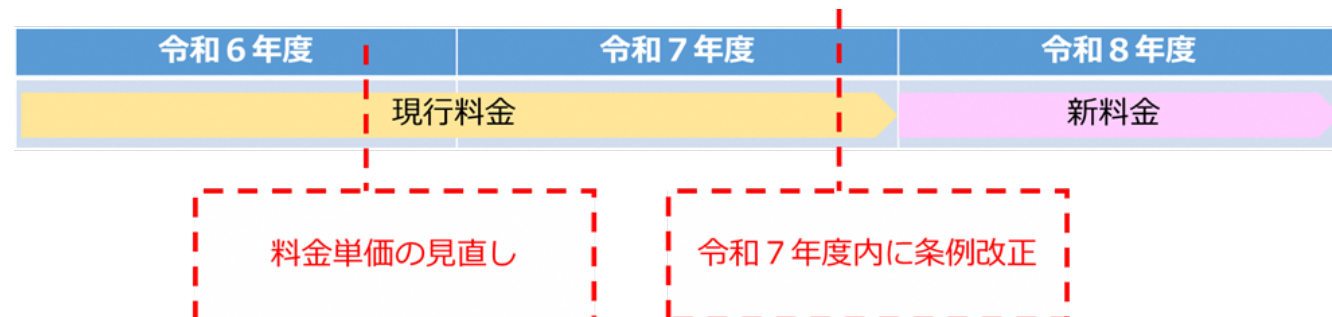 令和６年度
令和７年度
令和８年度
現行料金
新料金
料金単価の見直し
令和７年度内に条例改正